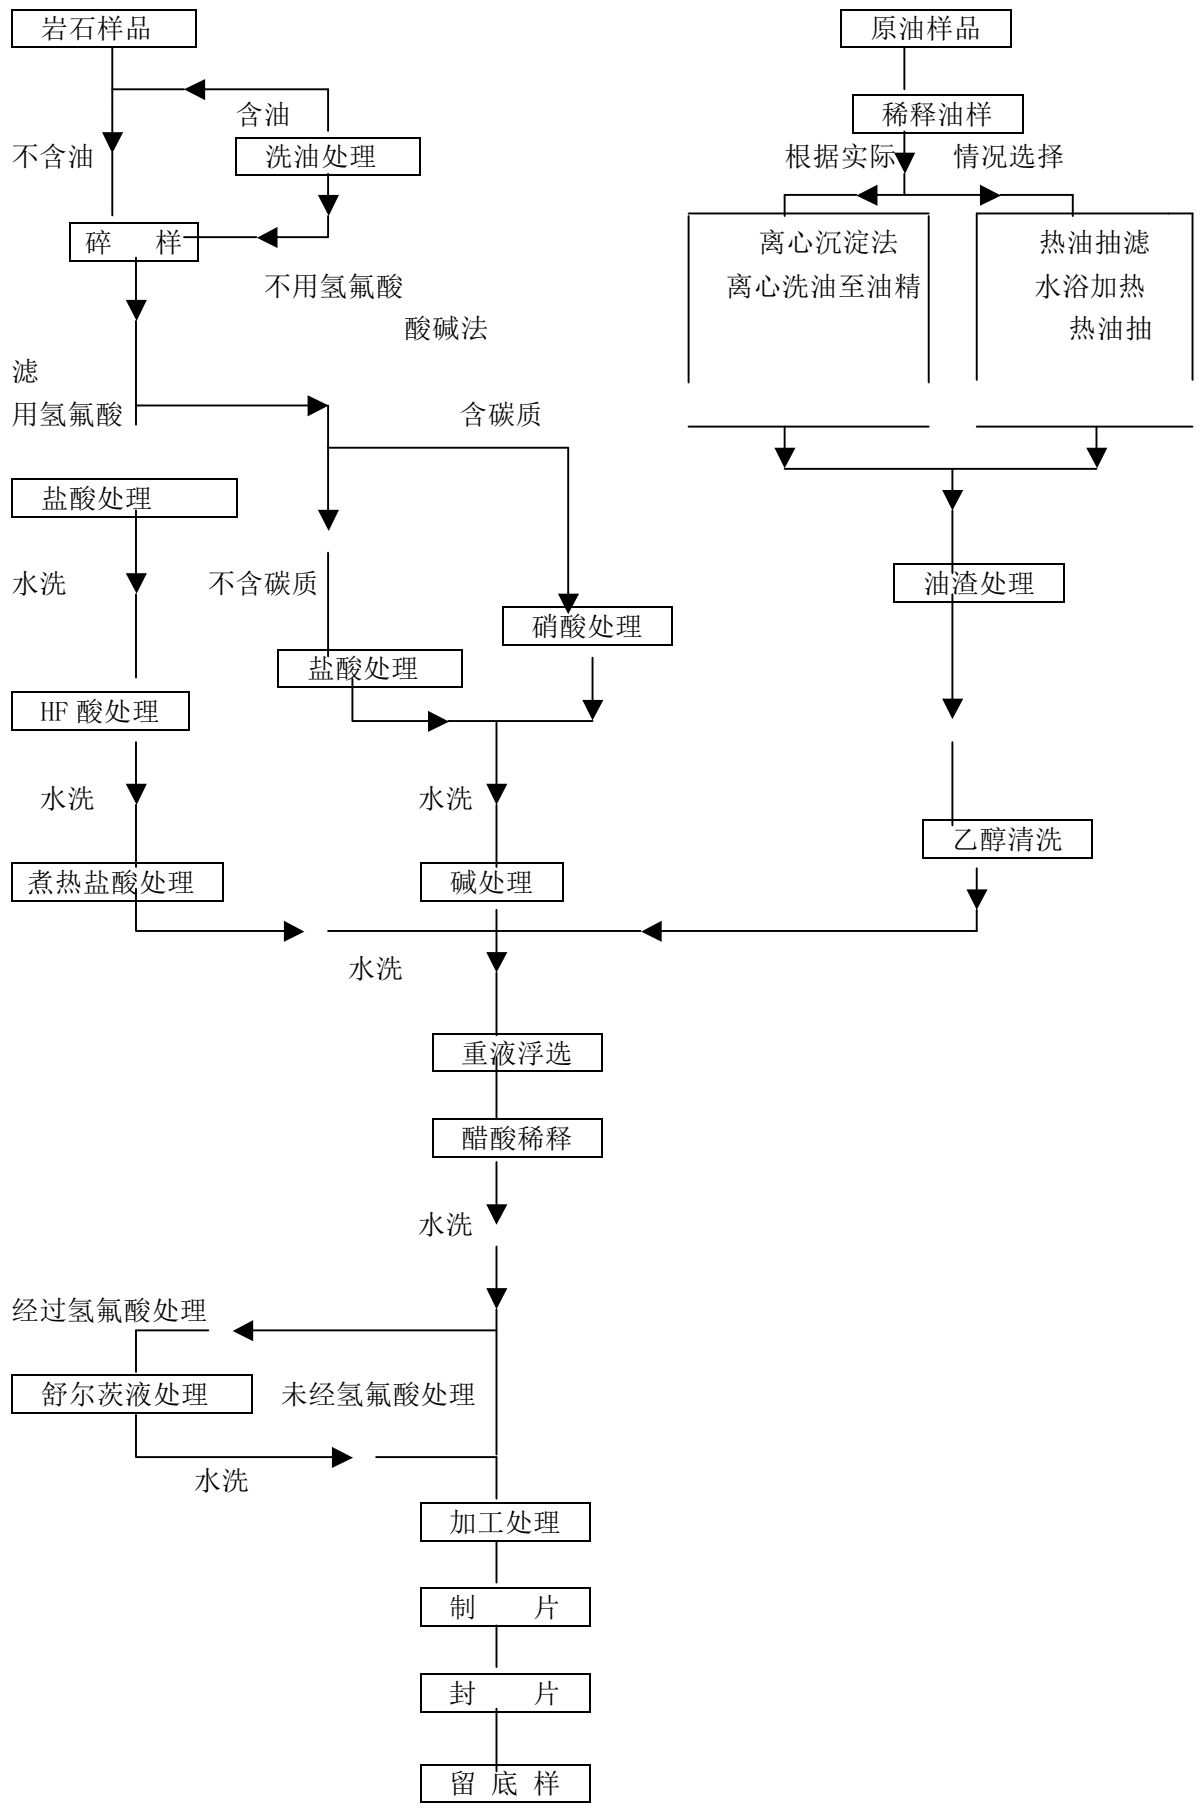 岩石样品
原油样品
含油
稀释油样
不含油
洗油处理
根据实际
情况选择
碎 样
离心沉淀法
热油抽滤
不用氢氟酸
离心洗油至油精
水浴加热
酸碱法
热油抽
滤
用氢氟酸
含碳质
盐酸处理
水洗
不含碳质
油渣处理
硝酸处理
盐酸处理
HF 酸处理
水洗
水洗
乙醇清洗
煮热盐酸处理
碱处理
水洗
重液浮选
醋酸稀释
水洗
经过氢氟酸处理
舒尔茨液处理
未经氢氟酸处理
水洗
加工处理
制 片
封 片
留 底 样